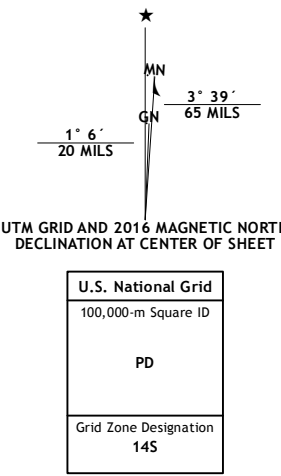 ★
MN
3° 39´
65 MILS
GN
1° 6´
20 MILS
UTM GRID AND 2016 MAGNETIC NORTH
DECLINATION AT CENTER OF SHEET
U.S. National Grid
100,000-m Square ID
PD
Grid Zone Designation
14S